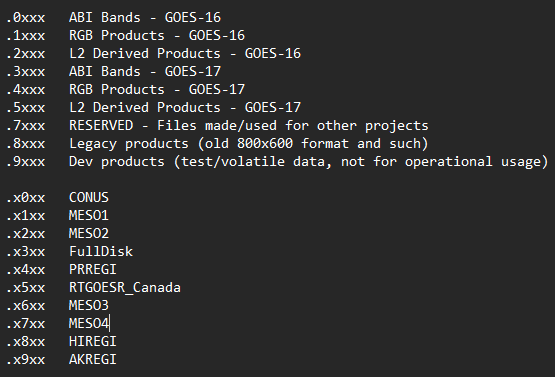 .0xxx   ABI Bands - GOES-16
.1xxx   RGB Products - GOES-16
.2xxx   L2 Derived Products - GOES-16
.3xxx   ABI Bands - GOES-17
.4xxx   RGB Products - GOES-17
.5xxx   L2 Derived Products - GOES-17
.7xxx   RESERVED - Files made/used for other projects
.8xxx   Legacy products (old 800x600 format and such)
.9xxx   Dev products (test/volatile data, not for operational usage)
.x0xx   CONUS
.x1xx   MESO1
.x2xx   MESO2
.x3xx   FullDisk
.x4xx   PRREGI
.x5xx   RTGOESR_Canada
.x6xx   MESO3
.x7xx   MESO4
.x8xx   HIREGI
.x9xx   AKREGI